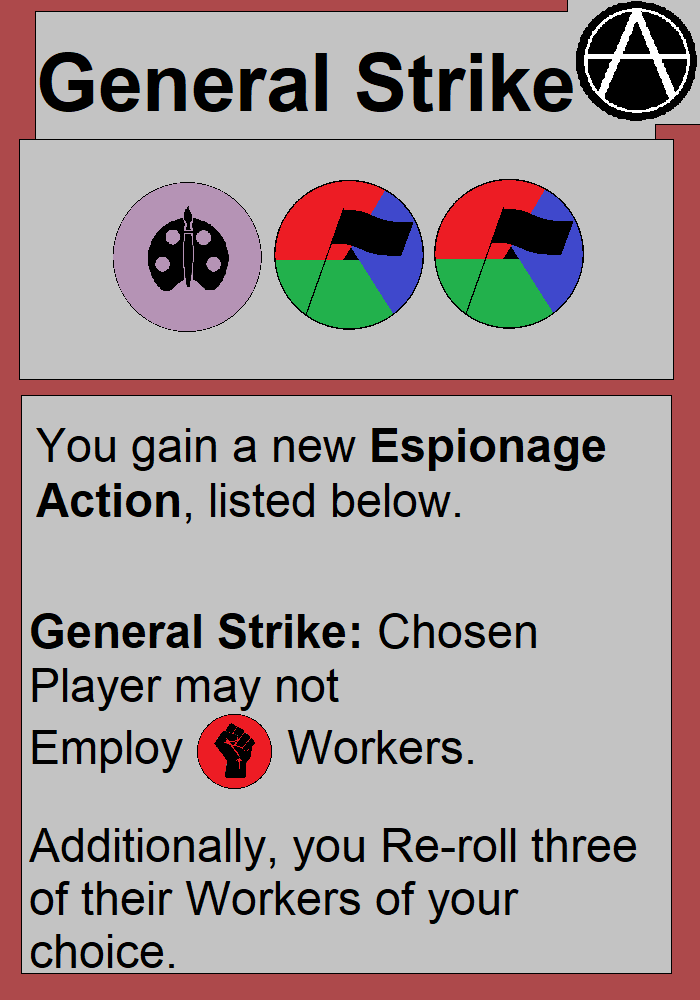 General Strike
You gain a new Espionage
Action, listed below.
General Strike: Chosen
Player may not
Employ Workers.
Additionally, you Re-roll three
of their Workers of your
choice.